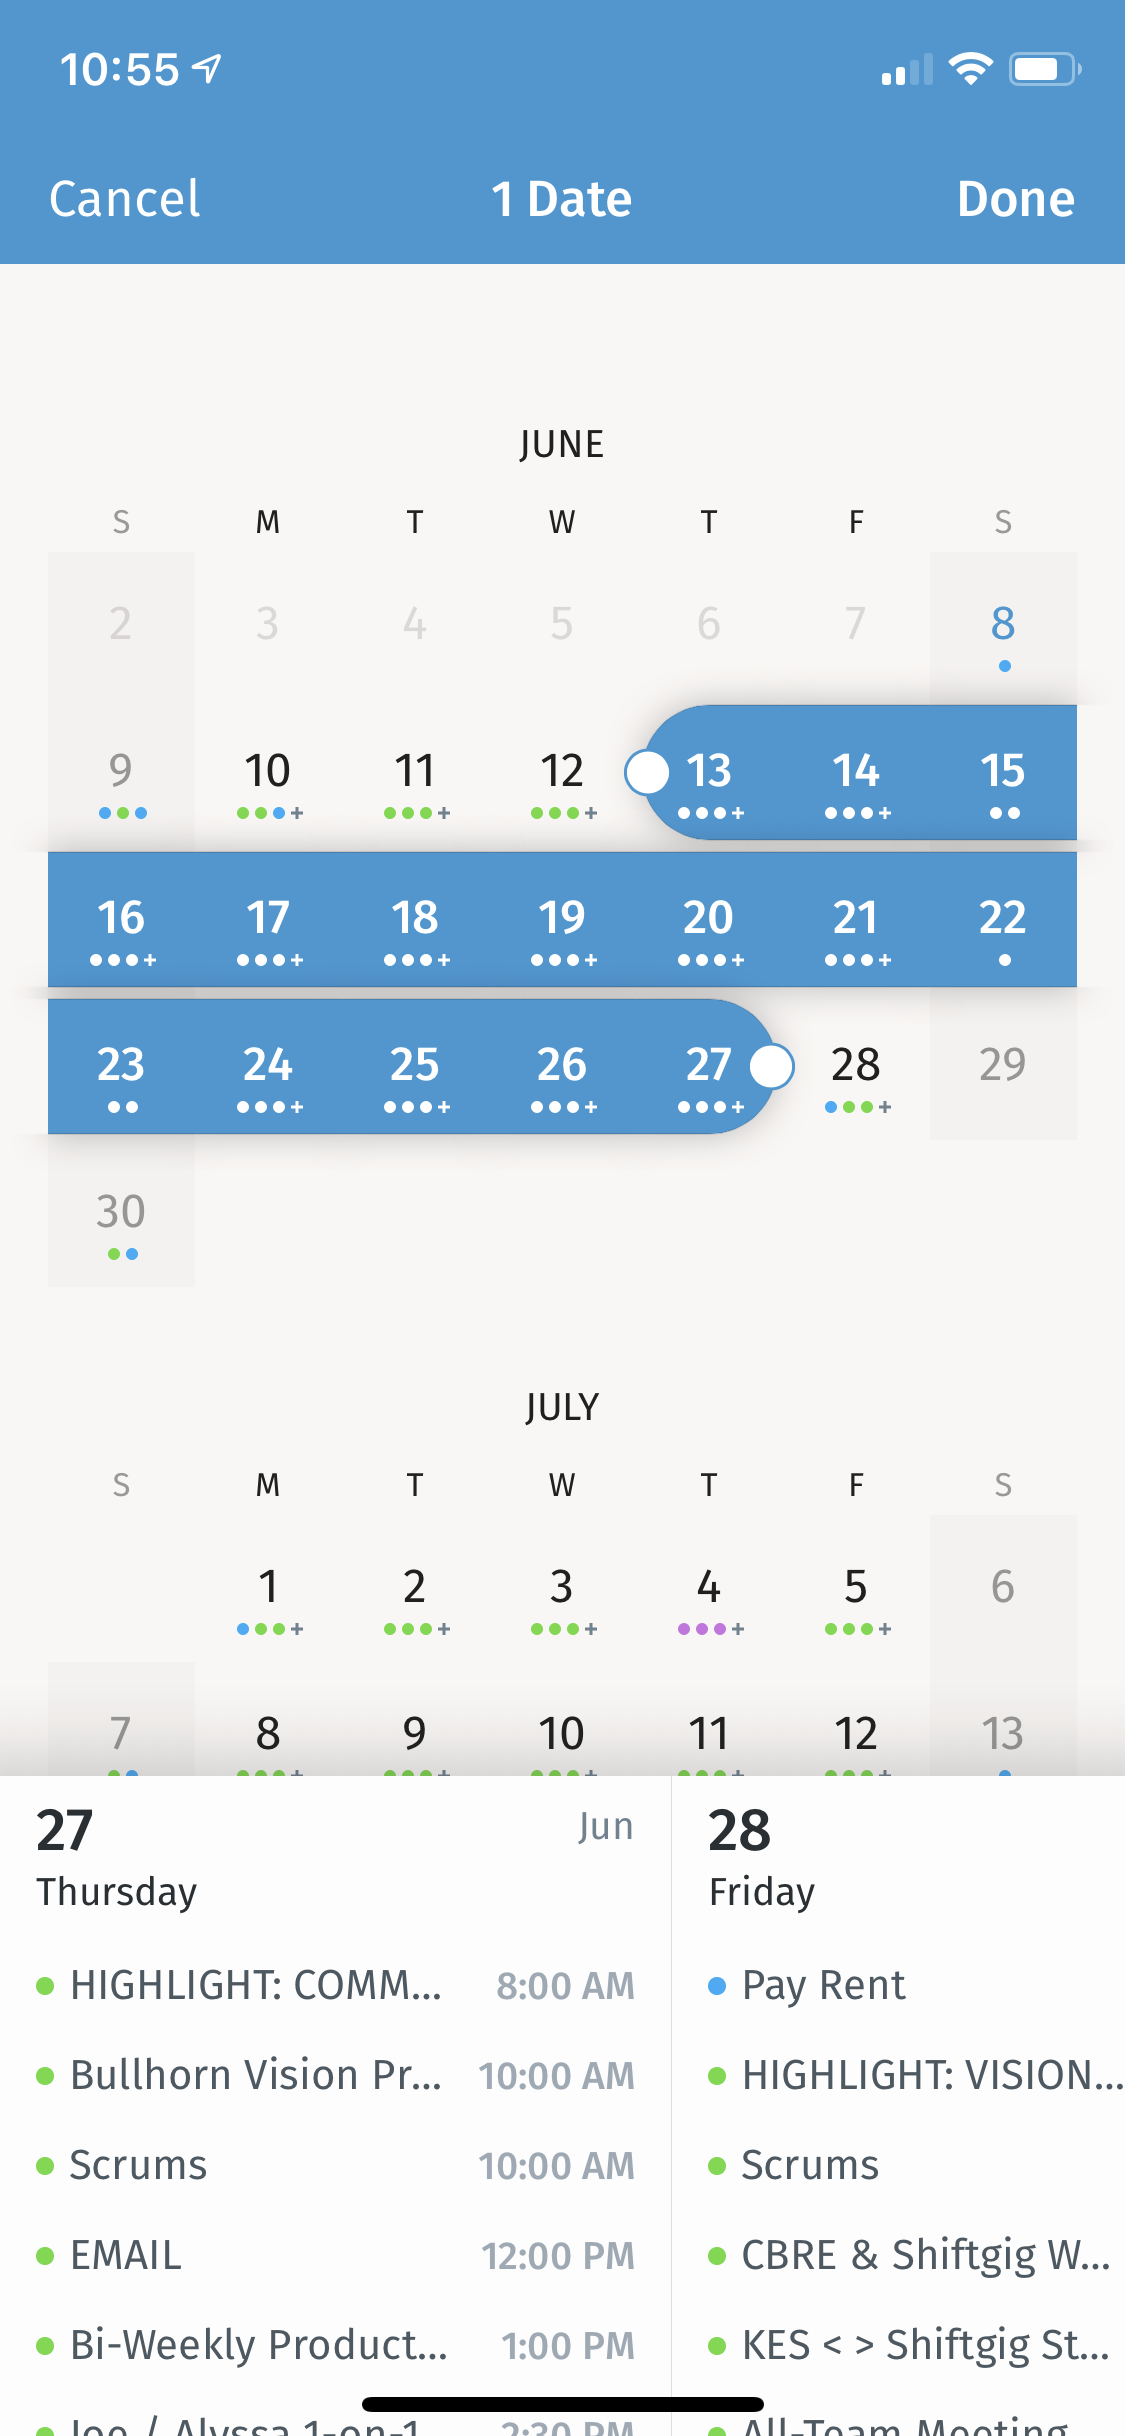 10:55
Cancel 1 Date Done
JUNE
S M T W T F S
2 3 4 5 6 7 8
9 10 11 12 13 14 15
+ + + + +
16 17 18 19 20 21 22
+ + + + + +
23 24 25 26 27 28 29
+ + + + +
30
JULY
S M T W T F S
1 2 3 4 5 6
+ + + + +
7 8 9 10 11 12 13
27 Jun
Thursday
HIGHLIGHT: COMM... 8:00 AM
Bullhorn Vision Pr... 10:00 AM
Scrums 10:00 AM
EMAIL 12:00 PM
Bi-Weekly Product... 1:00 PM
Joe / Alyssa 1-on-1 2:30 PM
28
Friday
Pay Rent
HIGHLIGHT: VISION...
Scrums
CBRE & Shiftgig W...
KES < > Shiftgig St...
All-Team Meeting